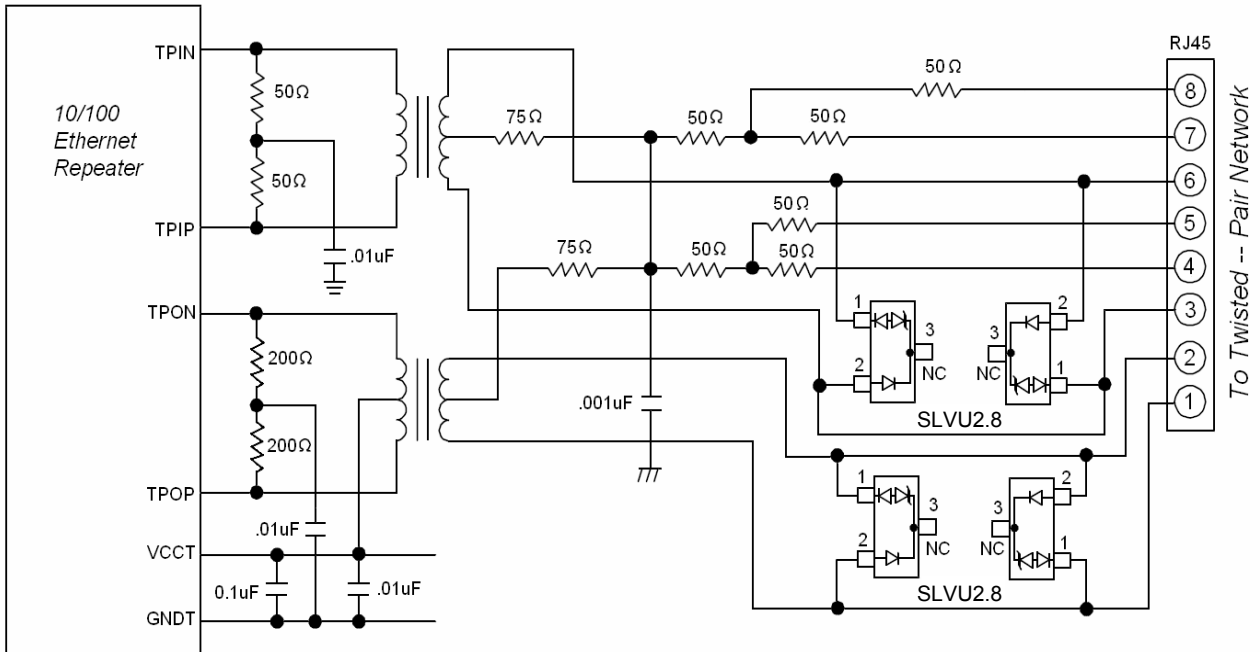 10/100
Ethernet
Repeater
TPIN
50Ω
50Ω
TPIP
.01uF
TPON
200Ω
200Ω
TPOP
.01uF
VCCT
0.1uF
.01uF
GNDT
75Ω
50Ω
50Ω
50Ω
75Ω
50Ω
50Ω
50Ω
.001uF
1
2
3
NC
3
NC
2
1
SLVU2.8
1
2
3
NC
3
NC
2
1
SLVU2.8
RJ45
8
7
6
5
4
3
2
1
To Twisted -- Pair Network